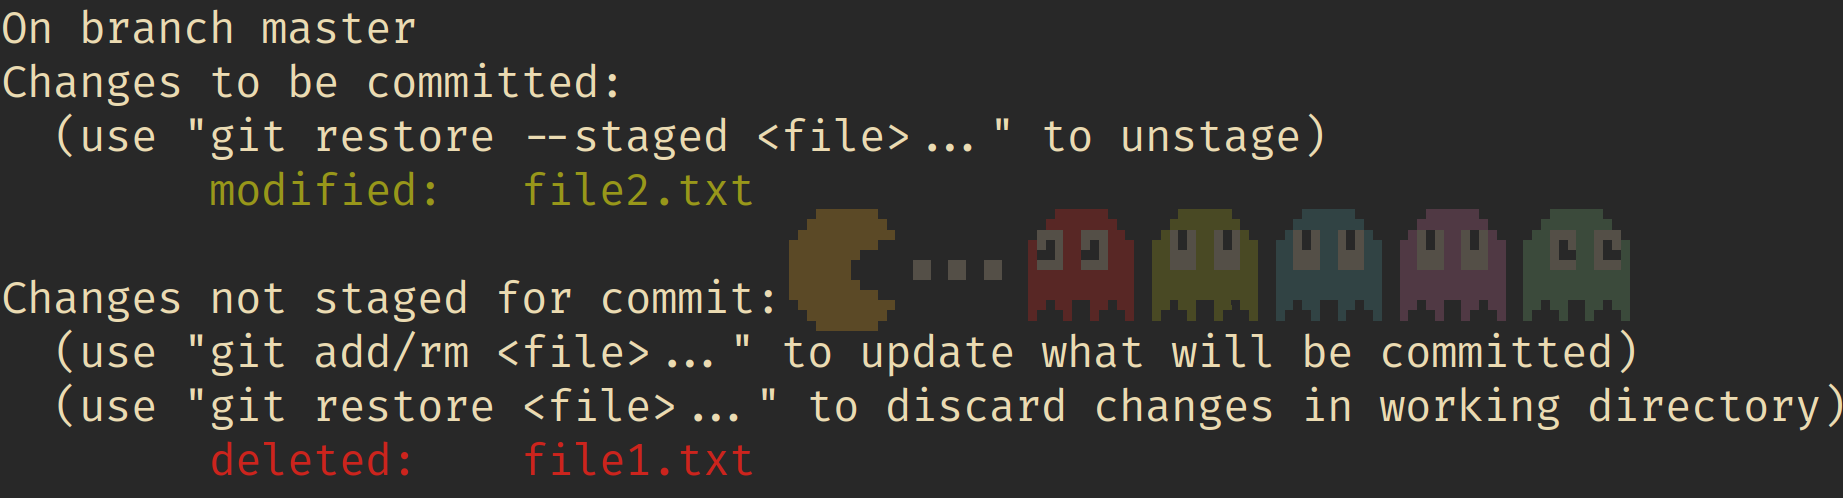 On branch master
Changes to be committed:
  (use "git restore --staged <file>..." to unstage)
        modified:   file2.txt

Changes not staged for commit:
  (use "git add/rm <file>..." to update what will be committed)
  (use "git restore <file>..." to discard changes in working directory)
        deleted:    file1.txt